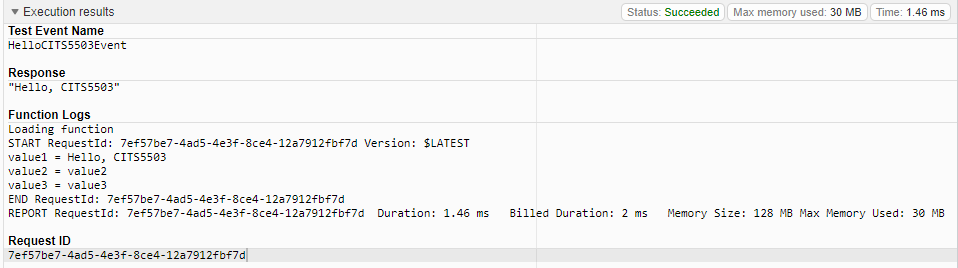 Execution results
Status: Succeeded
Max memory used: 30 MB
Time: 1.46 ms
Test Event Name
HelloCITS5503Event
Response
"Hello, CITS5503"
Function Logs
Loading function
START RequestId: 7ef57be7-4ad5-4e3f-8ce4-12a7912fbf7d Version: $LATEST
value1 = Hello, CITS5503
value2 = value2
value3 = value3
END RequestId: 7ef57be7-4ad5-4e3f-8ce4-12a7912fbf7d
REPORT RequestId: 7ef57be7-4ad5-4e3f-8ce4-12a7912fbf7d Duration: 1.46 ms Billed Duration: 2 ms Memory Size: 128 MB Max Memory Used: 30 MB
Request ID
7ef57be7-4ad5-4e3f-8ce4-12a7912fbf7d